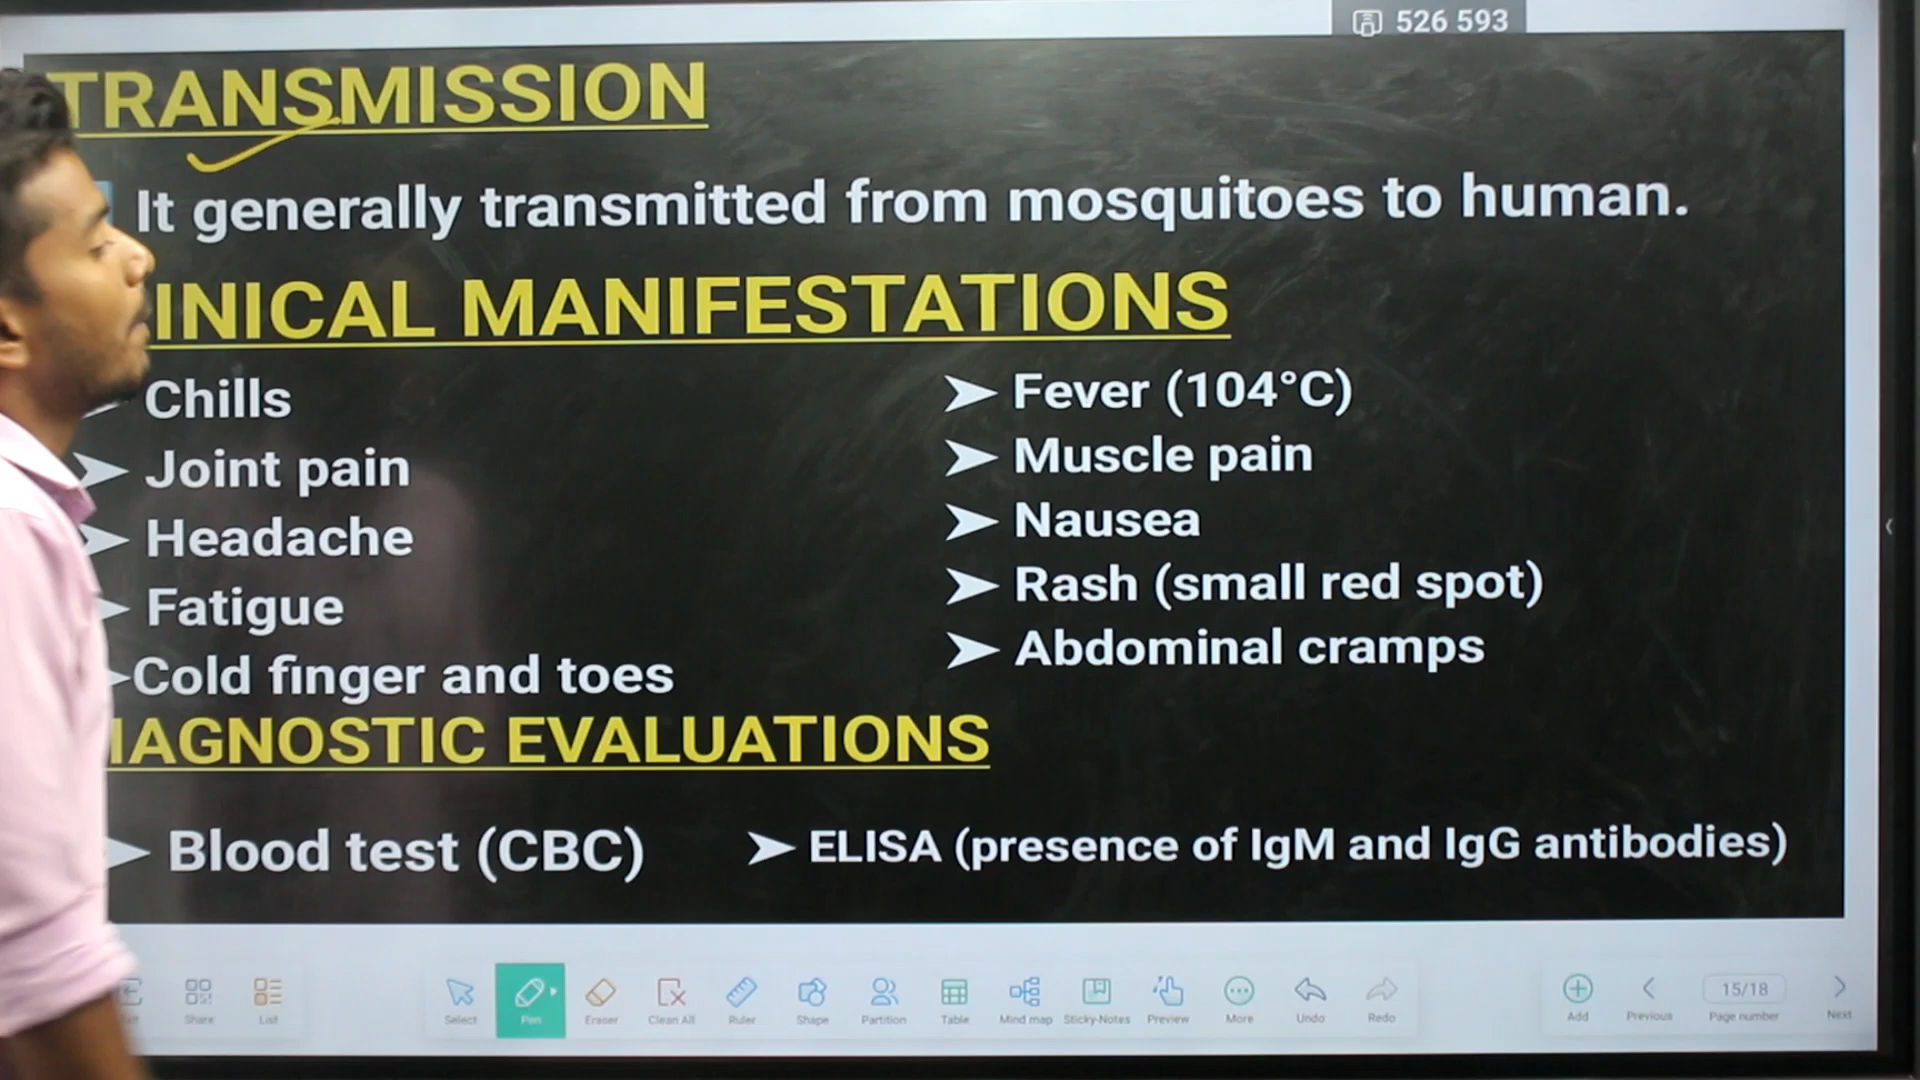 526 593
TRANSMISSION
It generally transmitted from mosquitoes to human.
INICAL MANIFESTATIONS
Chills
Joint pain
Headache
Fatigue
Cold finger and toes
Fever (104°C)
Muscle pain
Nausea
Rash (small red spot)
Abdominal cramps
IAGNOSTIC EVALUATIONS
Blood test (CBC)
ELISA (presence of IgM and IgG antibodies)
Share List Select Pen Eraser Clean All Ruler Shape Partition Table Mind map Sticky-Notes Preview More Undo Redo Add Previous 15/18 Page number Next